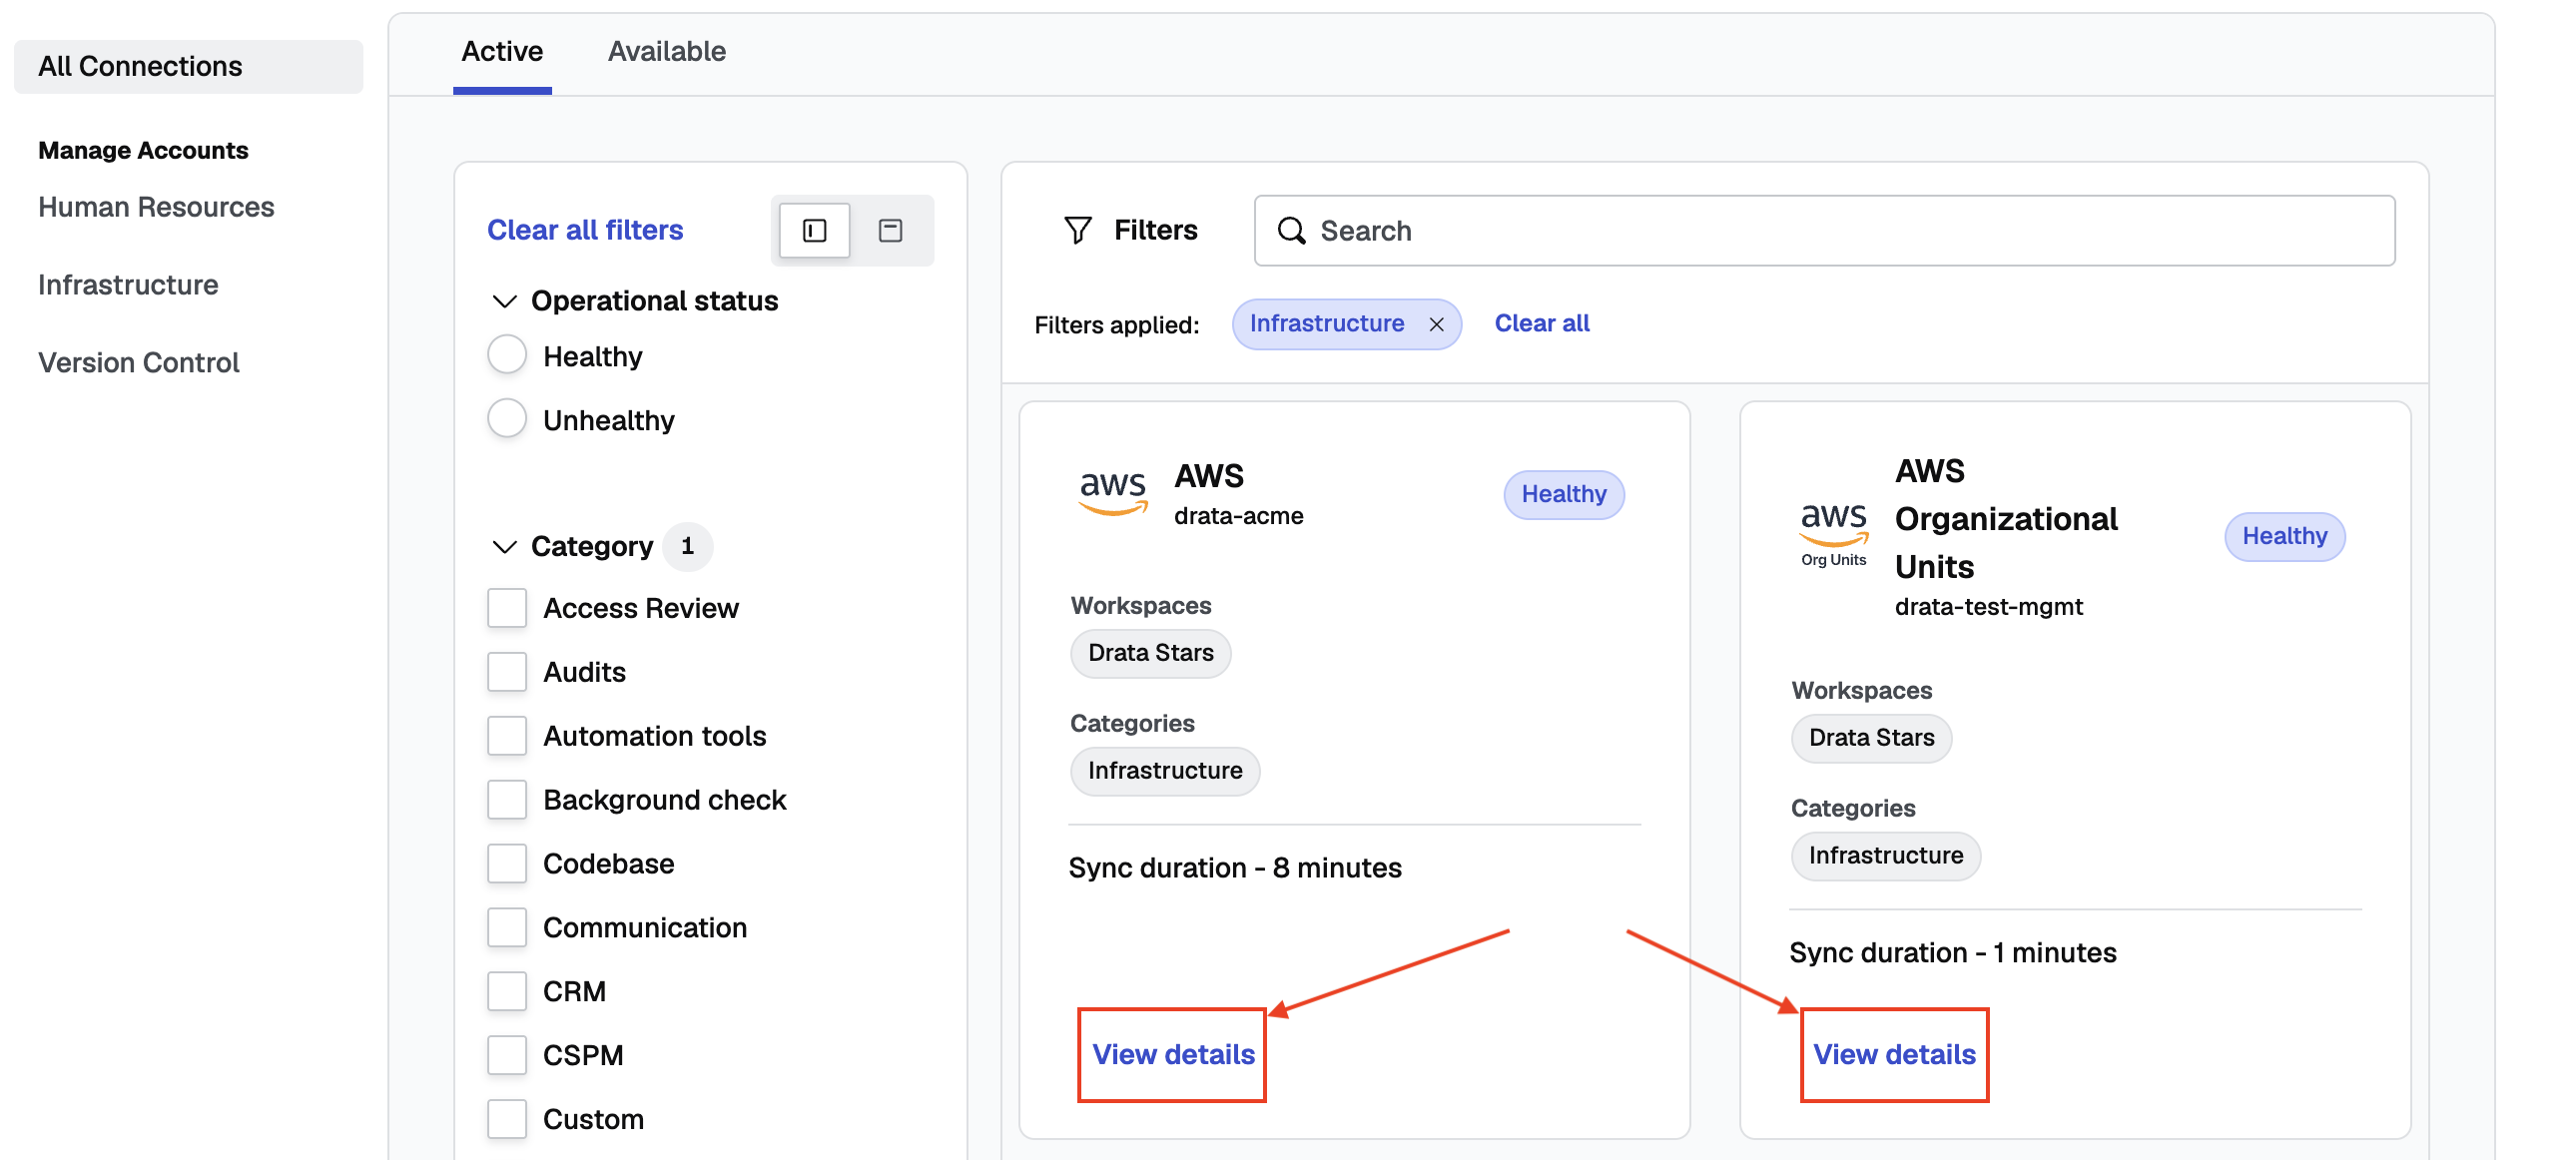 All Connections
Manage Accounts
Human Resources
Infrastructure
Version Control
Active
Available
Clear all filters
Operational status
Healthy
Unhealthy
Category 1
Access Review
Audits
Automation tools
Background check
Codebase
Communication
CRM
CSPM
Custom
Filters
Search
Filters applied:
Infrastructure
Clear all
aws
AWS
drata-acme
Healthy
Workspaces
Drata Stars
Categories
Infrastructure
Sync duration - 8 minutes
View details
aws
Org Units
AWS
Organizational
Units
drata-test-mgmt
Healthy
Workspaces
Drata Stars
Categories
Infrastructure
Sync duration - 1 minutes
View details